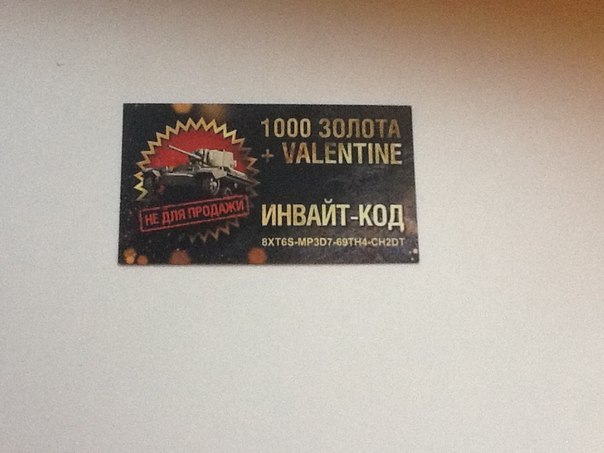 1000 ЗОЛОТА
+ VALENTINE
НЕ ДЛЯ ПРОДАЖИ
ИНВАЙТ-КОД
8XT6S-MP3D7-69TH4-CH2DT